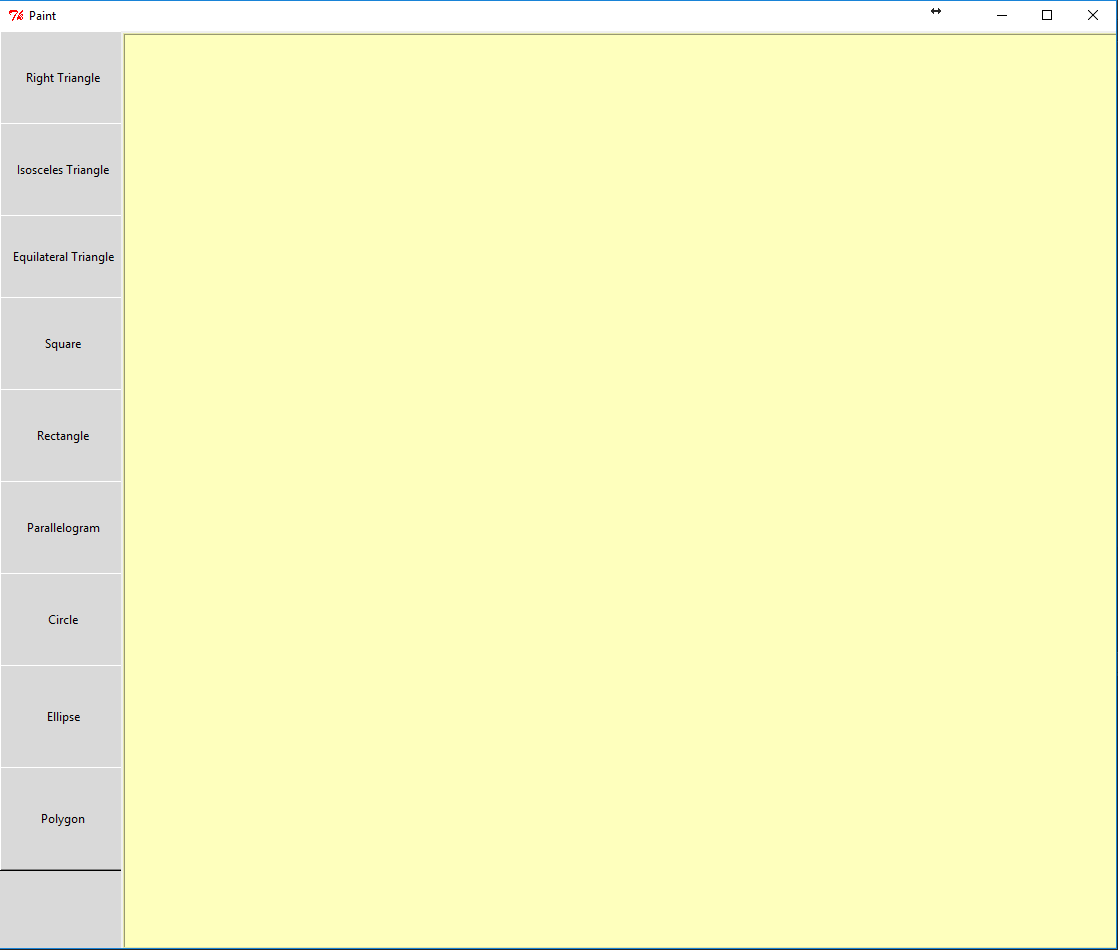 Paint
Right Triangle
Isosceles Triangle
Equilateral Triangle
Square
Rectangle
Parallelogram
Circle
Ellipse
Polygon